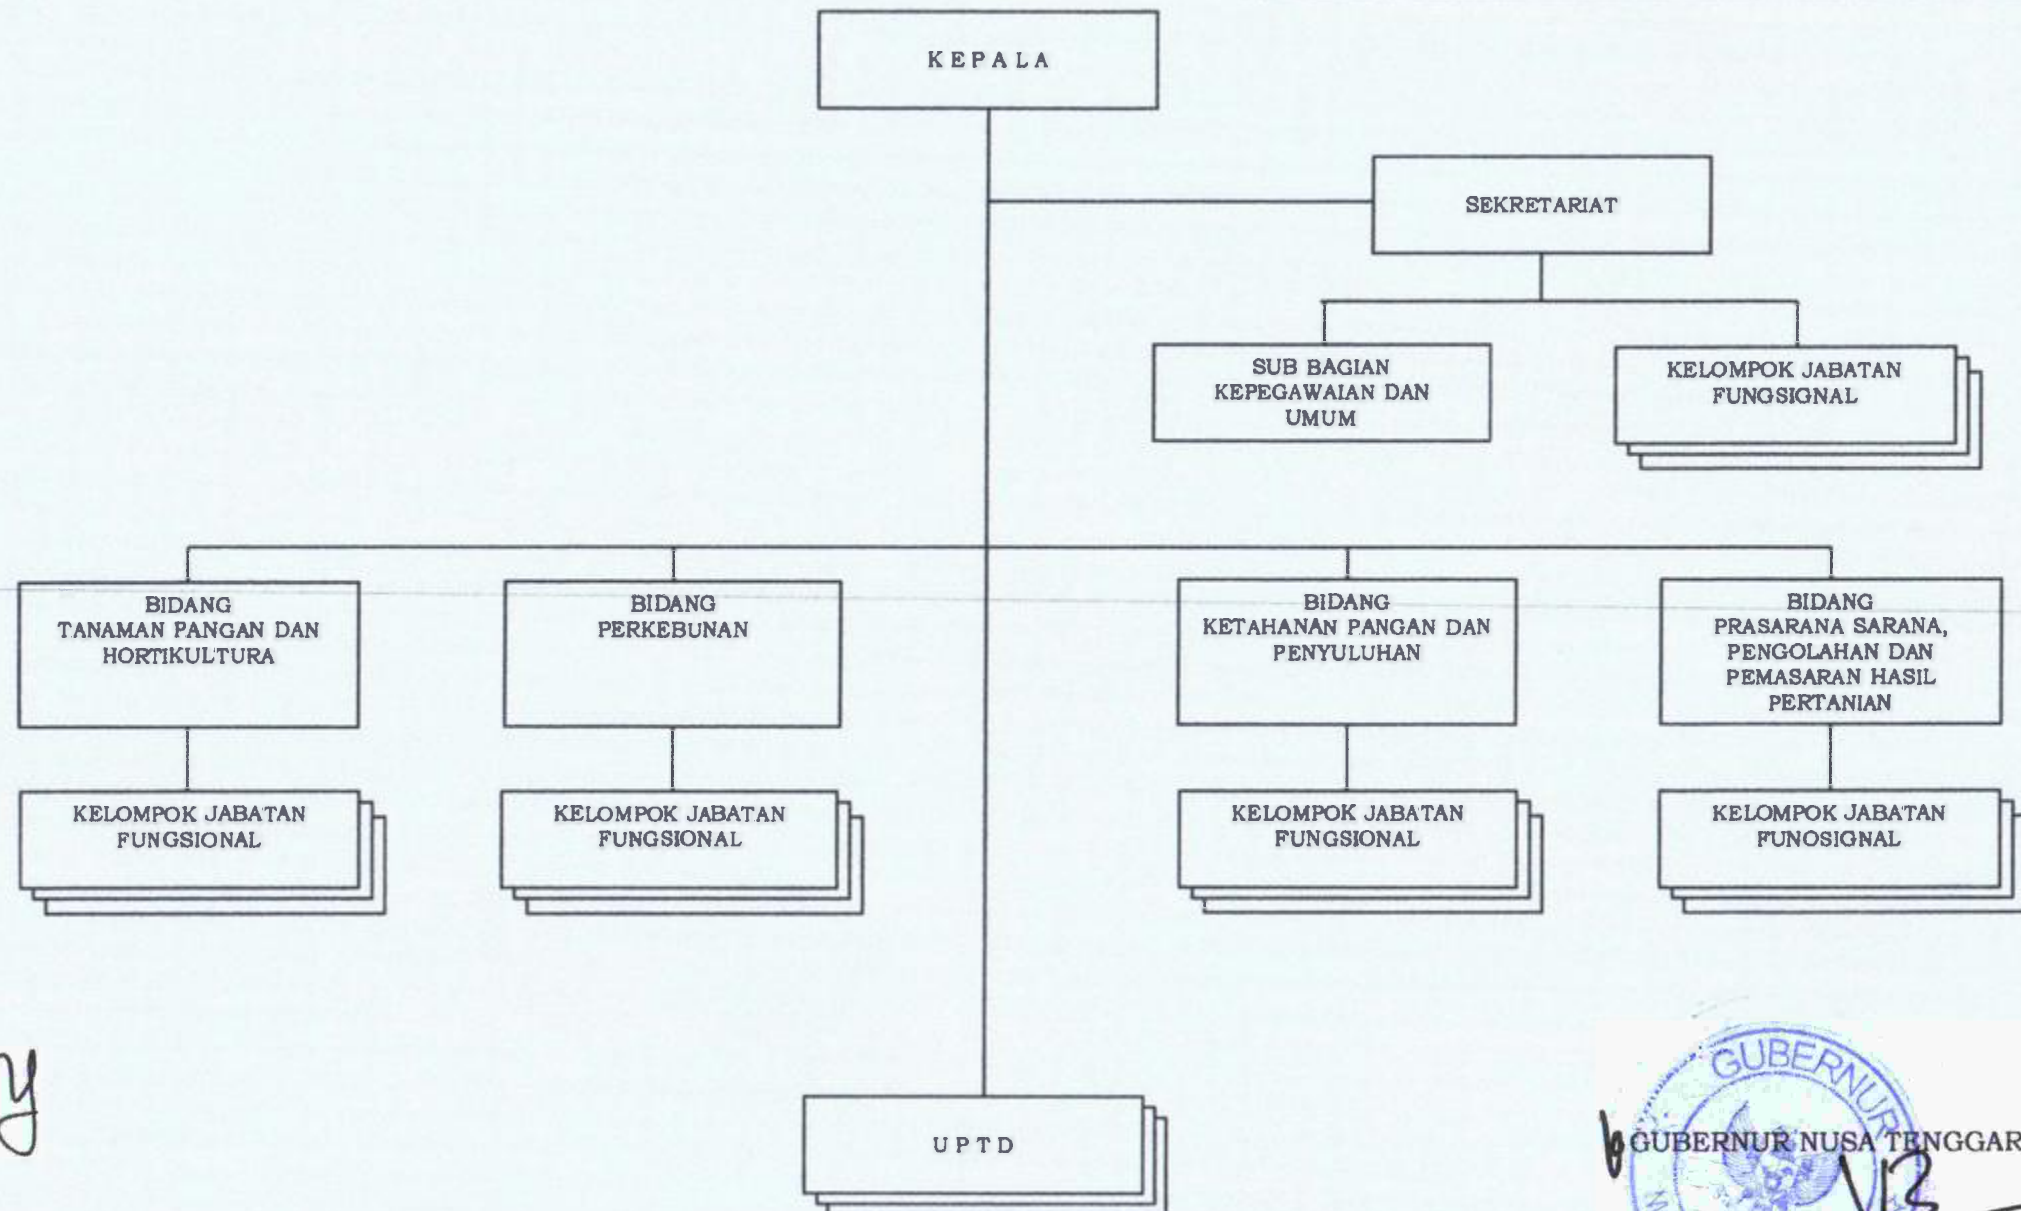 KEPALA
SEKRETARIAT
SUB BAGIAN
KEPEGAWAIAN DAN
UMUM
KELOMPOK JABATAN
FUNGSIGNAL
BIDANG
TANAMAN PANGAN DAN
HORTIKULTURA
BIDANG
PERKEBUNAN
BIDANG
KETAHANAN PANGAN DAN
PENYULUHAN
BIDANG
PRASARANA SARANA,
PENGOLAHAN DAN
PEMASARAN HASIL
PERTANIAN
KELOMPOK JABATAN
FUNGSIONAL
KELOMPOK JABATAN
FUNGSIONAL
KELOMPOK JABATAN
FUNGSIONAL
KELOMPOK JABATAN
FUNOSIGNAL
UPTD
GUBERNUR
GUBERNUR NUSA TENGGAR